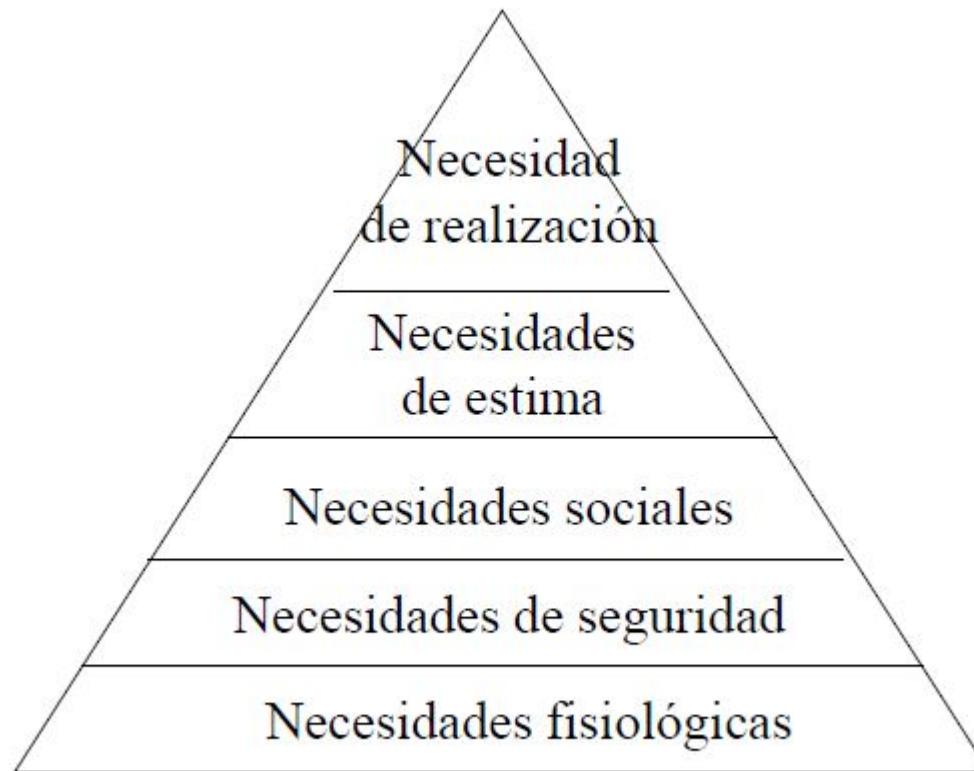 Necesidad
de realización
Necesidades
de estima
Necesidades sociales
Necesidades de seguridad
Necesidades fisiológicas